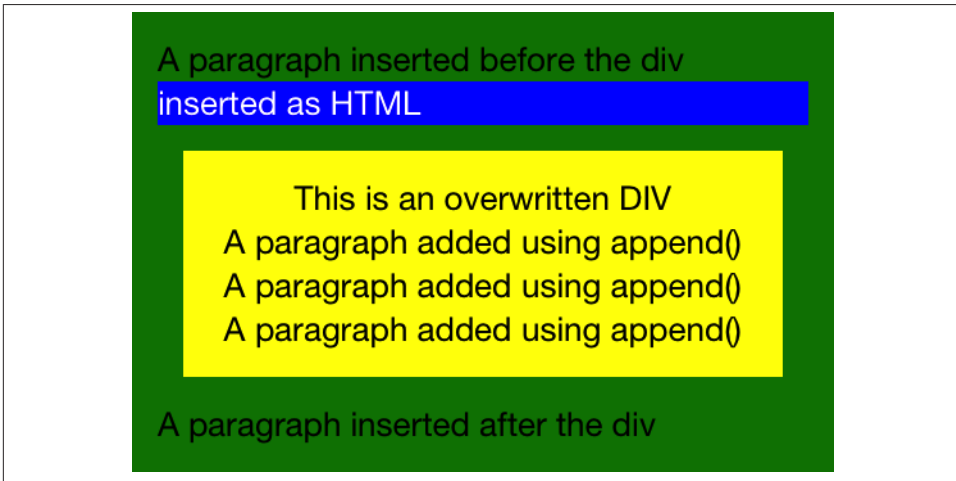 A paragraph inserted before the div
inserted as HTML
This is an overwritten DIV
A paragraph added using append()
A paragraph added using append()
A paragraph added using append()
A paragraph inserted after the div